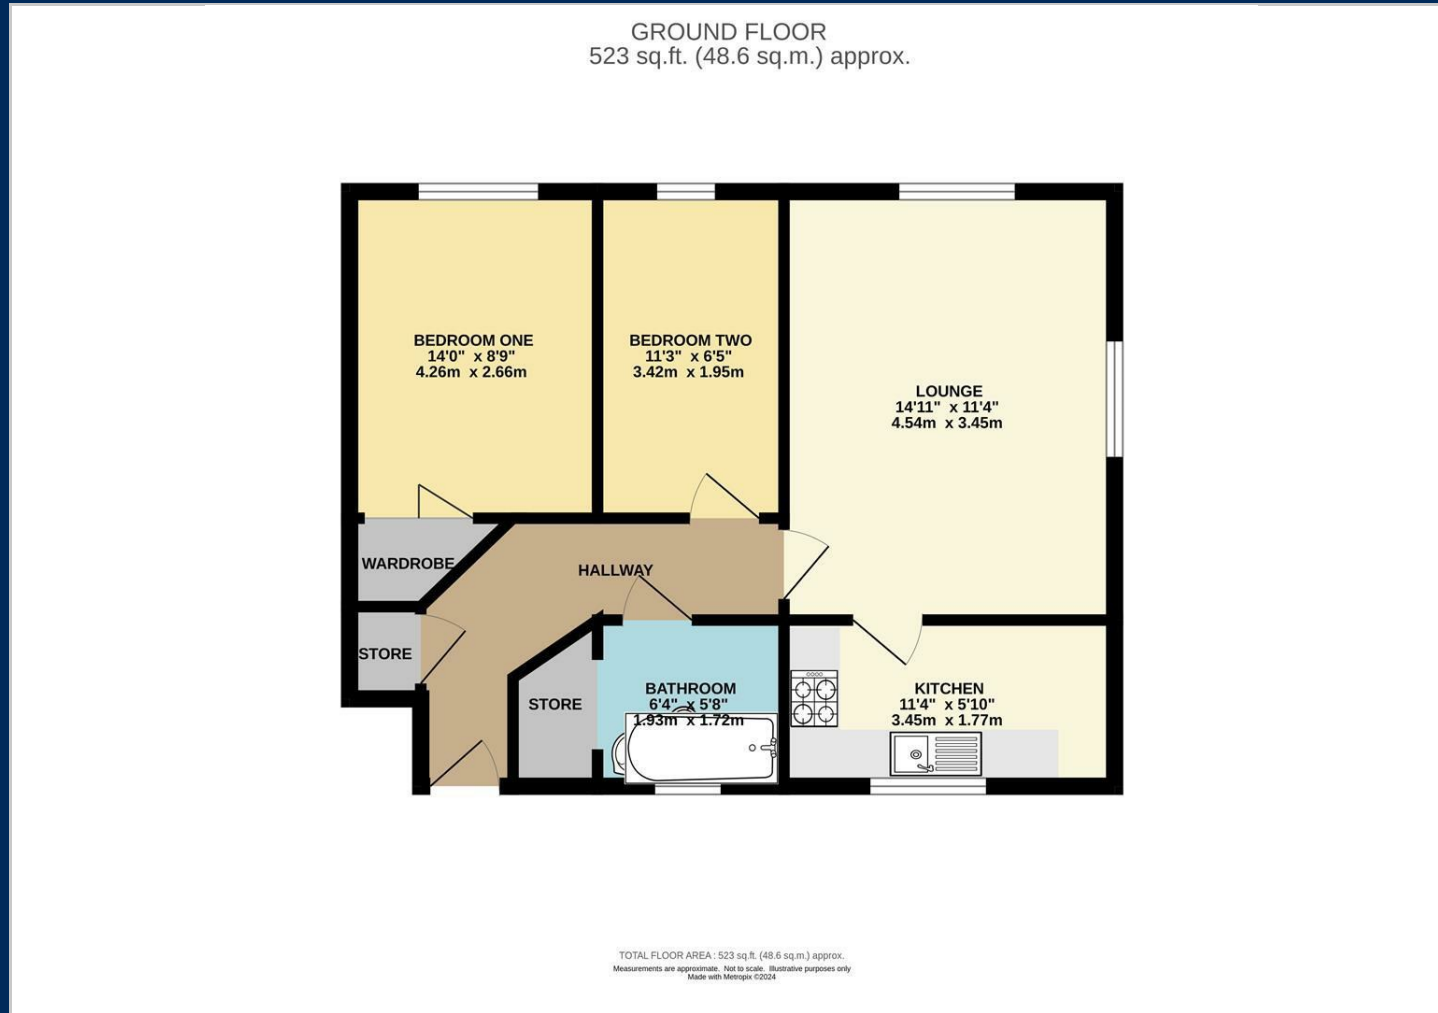 GROUND FLOOR
523 sq.ft. (48.6 sq.m.) approx.
BEDROOM ONE
14'0" x 8'9"
4.26m x 2.66m
BEDROOM TWO
11'3" x 6'5"
3.42m x 1.95m
LOUNGE
14'11" x 11'4"
4.54m x 3.45m
WARDROBE
HALLWAY
STORE
STORE
BATHROOM
6'4" x 5'8"
1.93m x 1.72m
KITCHEN
11'4" x 5'10"
3.45m x 1.77m
TOTAL FLOOR AREA : 523 sq.ft. (48.6 sq.m.) approx.
Measurements are approximate. Not to scale. Illustrative purposes only
Made with Metropix ©2024